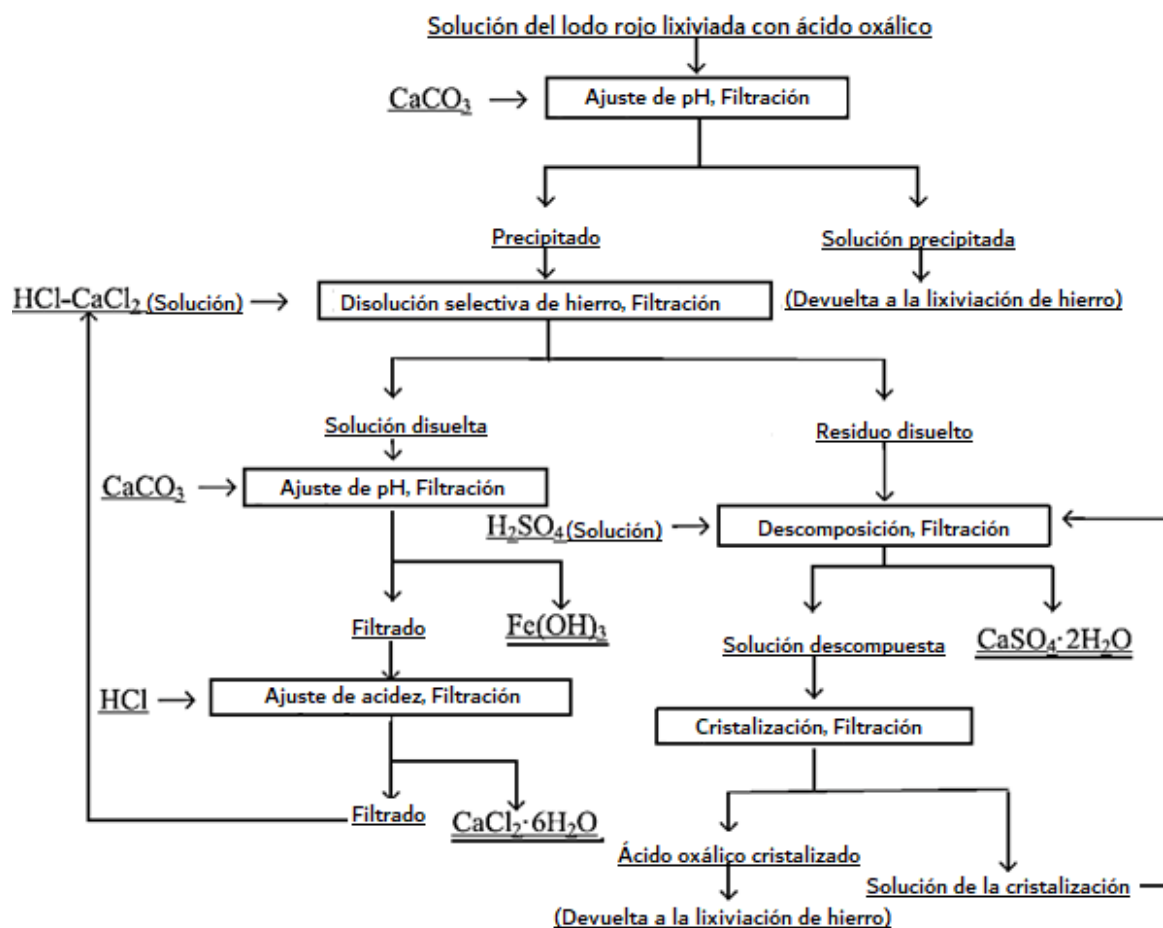 Solución del lodo rojo lixiviada con ácido oxálico
CaCO₃
Ajuste de pH, Filtración
Precipitado
Solución precipitada
HCl-CaCl₂ (Solución)
Disolución selectiva de hierro, Filtración
(Devuelta a la lixiviación de hierro)
Solución disuelta
Residuo disuelto
CaCO₃
Ajuste de pH, Filtración
H₂SO₄ (Solución)
Descomposición, Filtración
Filtrado
Fe(OH)₃
Solución descompuesta
CaSO₄·2H₂O
HCl
Ajuste de acidez, Filtración
Cristalización, Filtración
Filtrado
CaCl₂·6H₂O
Ácido oxálico cristalizado
Solución de la cristalización
(Devuelta a la lixiviación de hierro)